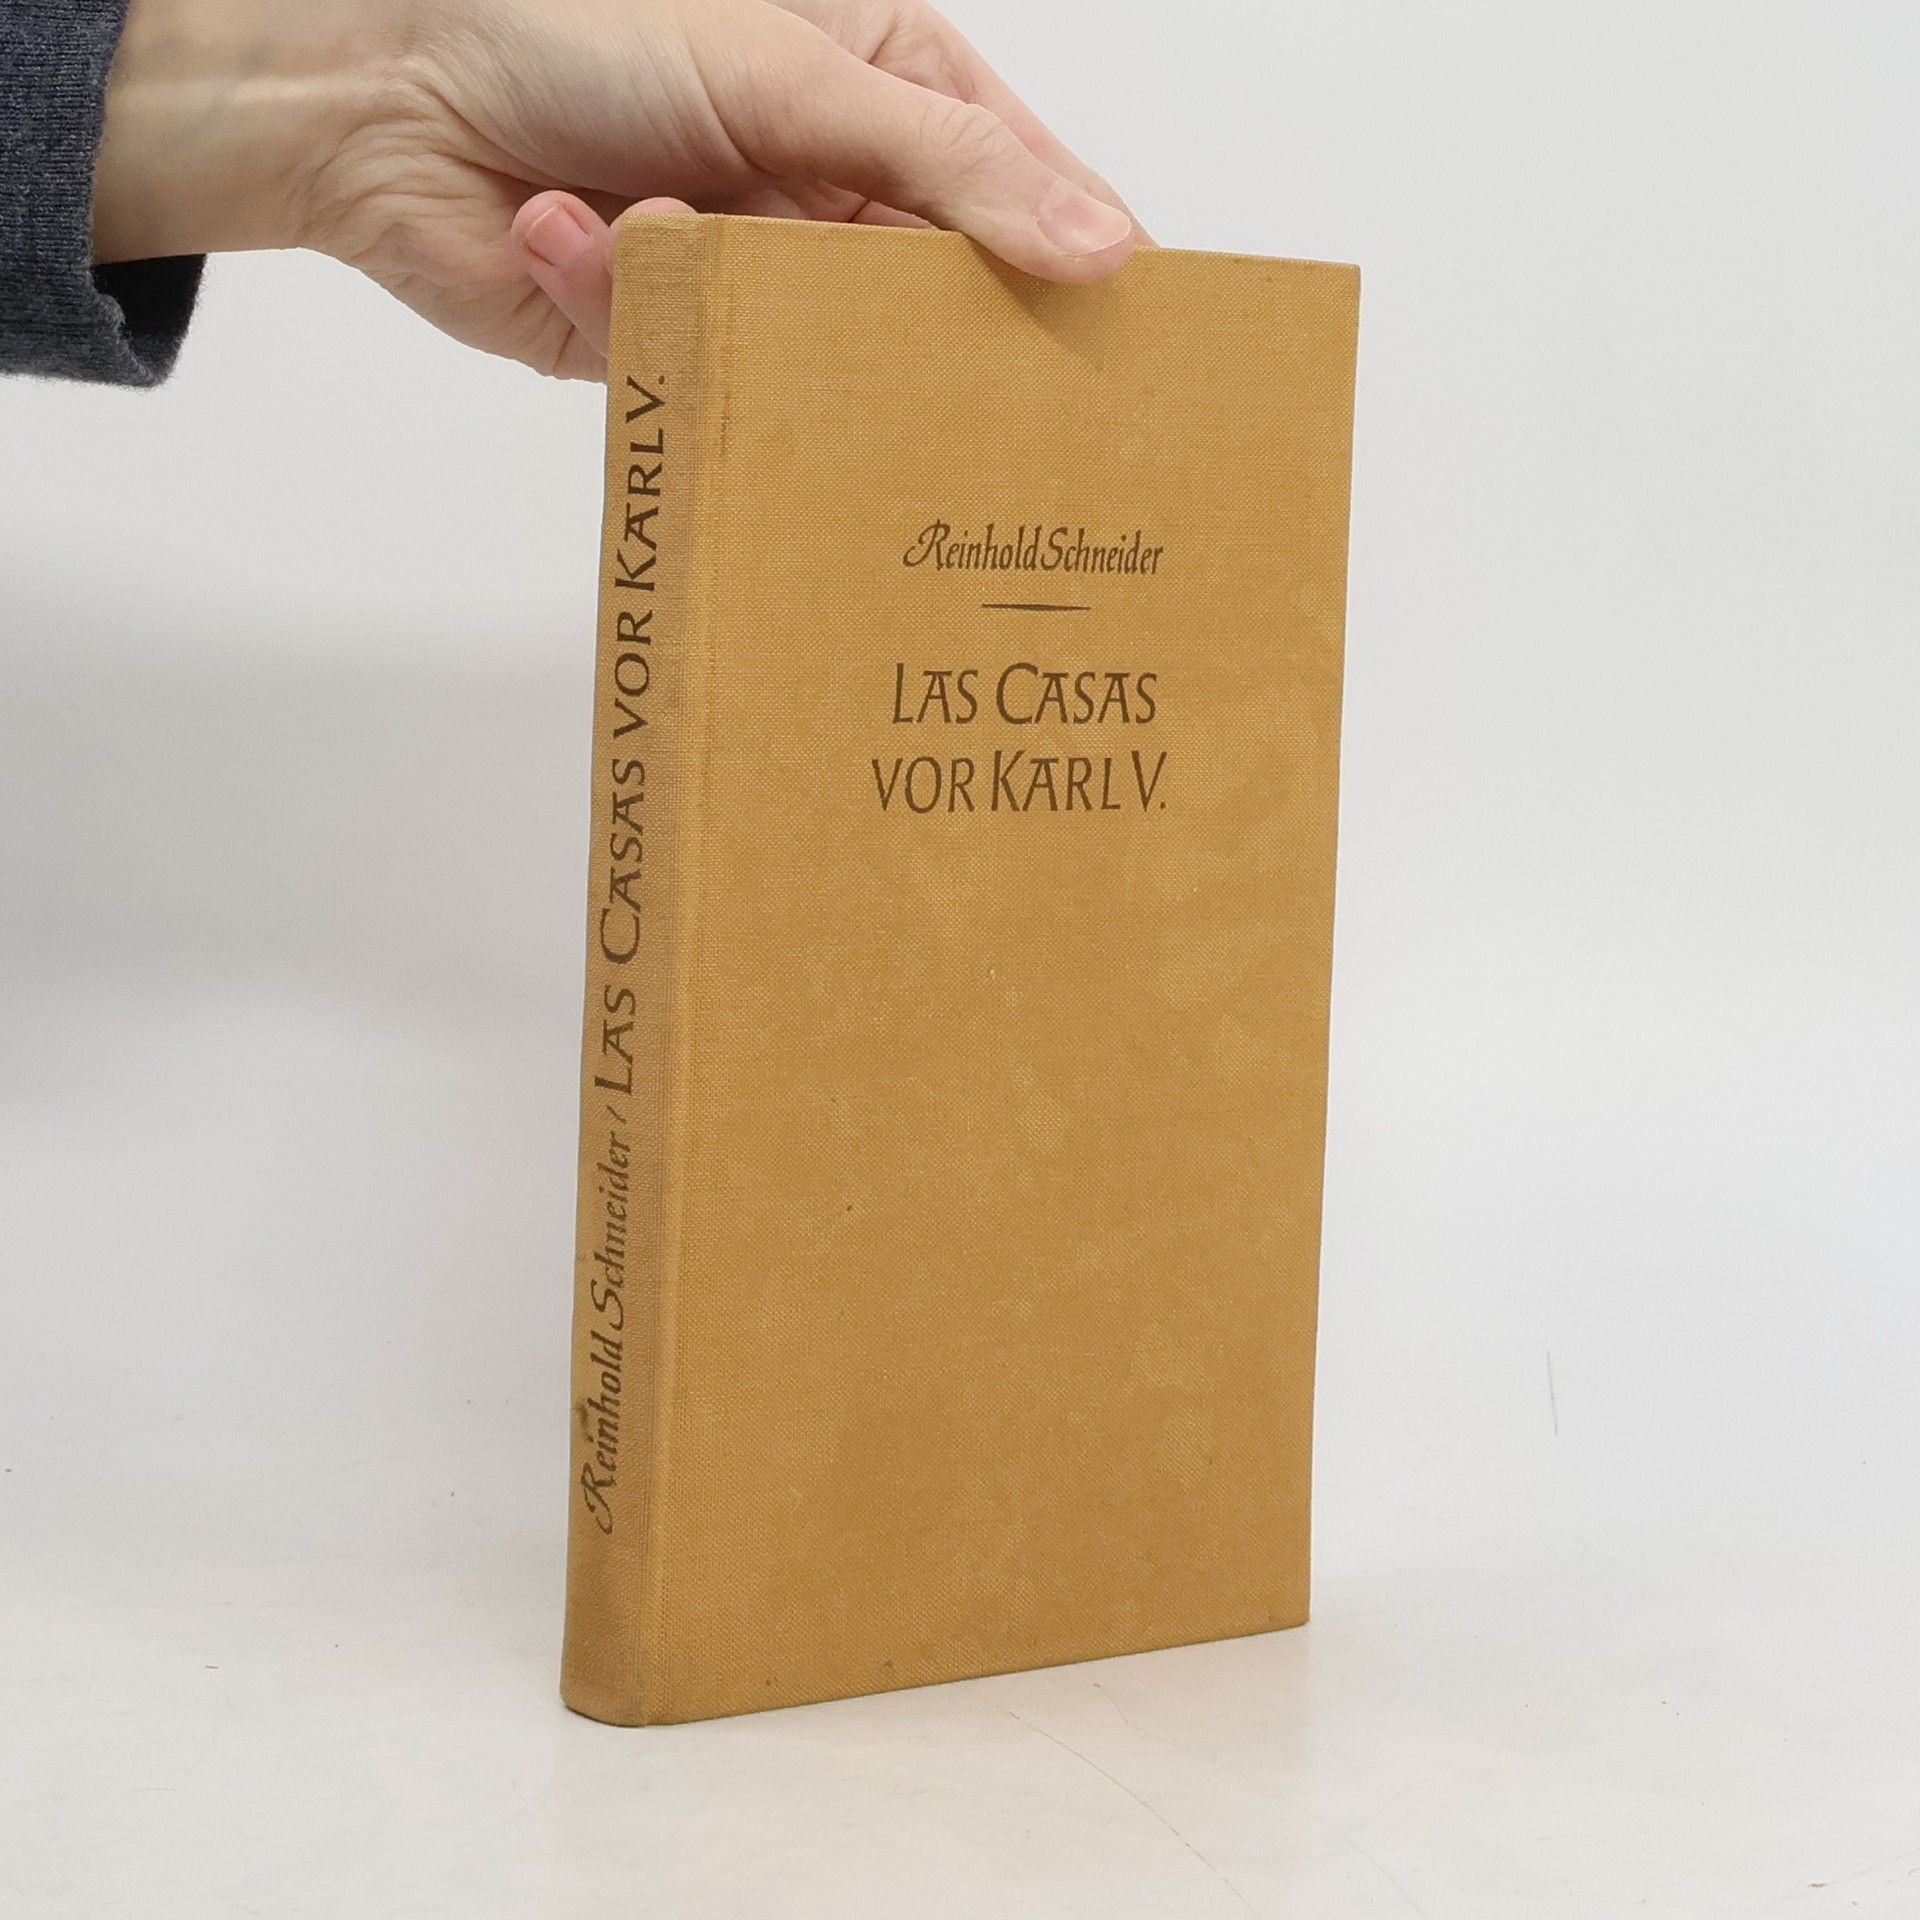 Reinhold Schneider
LAS CASAS
VOR KARL V.
Reinhold Schneider / LAS CASAS VOR KARL V.